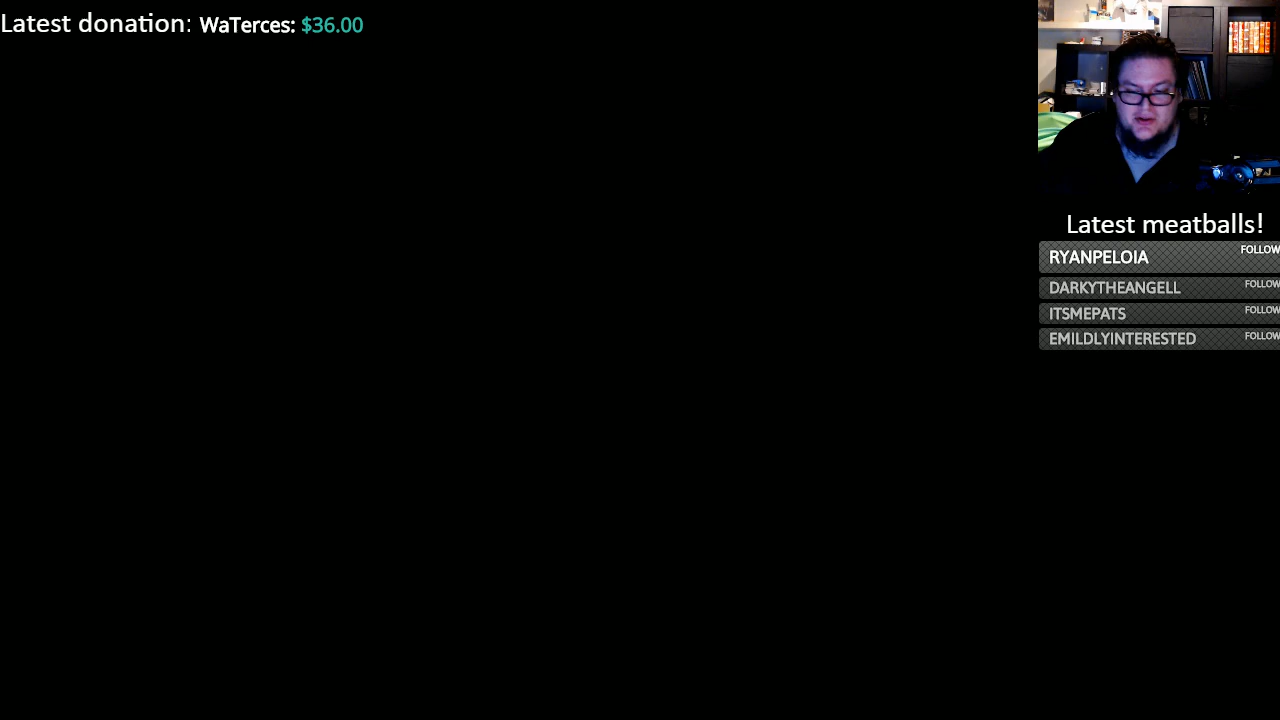 Latest donation: WaTerces: $36.00
Latest meatballs!
RYANPELOIA FOLLOW
DARKYTHEANGELL FOLLOW
ITSMEPATS FOLLOW
EMILDLYINTERESTED FOLLOW